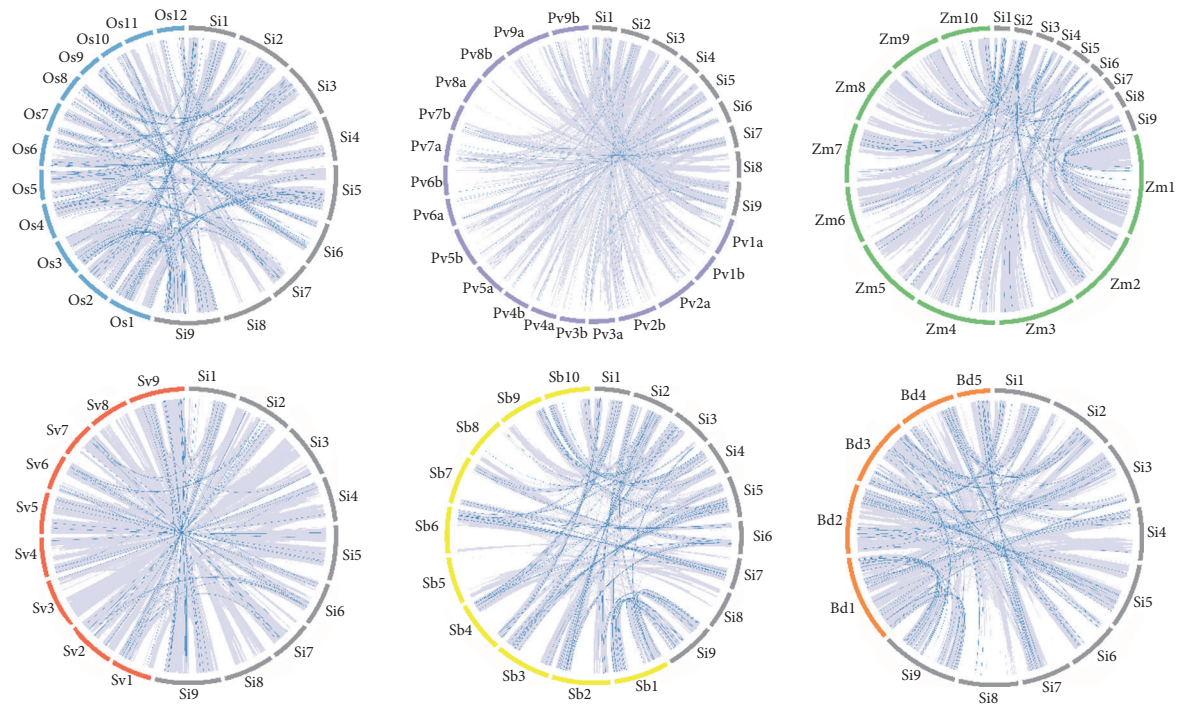 Os12
Os11
Os10
Os9
Os8
Os7
Os6
Os5
Os4
Os3
Os2
Os1
Si1
Si2
Si3
Si4
Si5
Si6
Si7
Si8
Si9
Pv9b
Pv9a
Pv8b
Pv8a
Pv7b
Pv7a
Pv6b
Pv6a
Pv5b
Pv5a
Pv4b
Pv4a
Pv3b
Pv3a
Pv2b
Pv2a
Pv1b
Pv1a
Si1
Si2
Si3
Si4
Si5
Si6
Si7
Si8
Si9
Zm10
Zm9
Zm8
Zm7
Zm6
Zm5
Zm4
Zm3
Zm2
Zm1
Si1
Si2
Si3
Si4
Si5
Si6
Si7
Si8
Si9
Sv9
Sv8
Sv7
Sv6
Sv5
Sv4
Sv3
Sv2
Sv1
Si1
Si2
Si3
Si4
Si5
Si6
Si7
Si8
Si9
Sb10
Sb9
Sb8
Sb7
Sb6
Sb5
Sb4
Sb3
Sb2
Sb1
Si1
Si2
Si3
Si4
Si5
Si6
Si7
Si8
Si9
Bd5
Bd4
Bd3
Bd2
Bd1
Si1
Si2
Si3
Si4
Si5
Si6
Si7
Si8
Si9